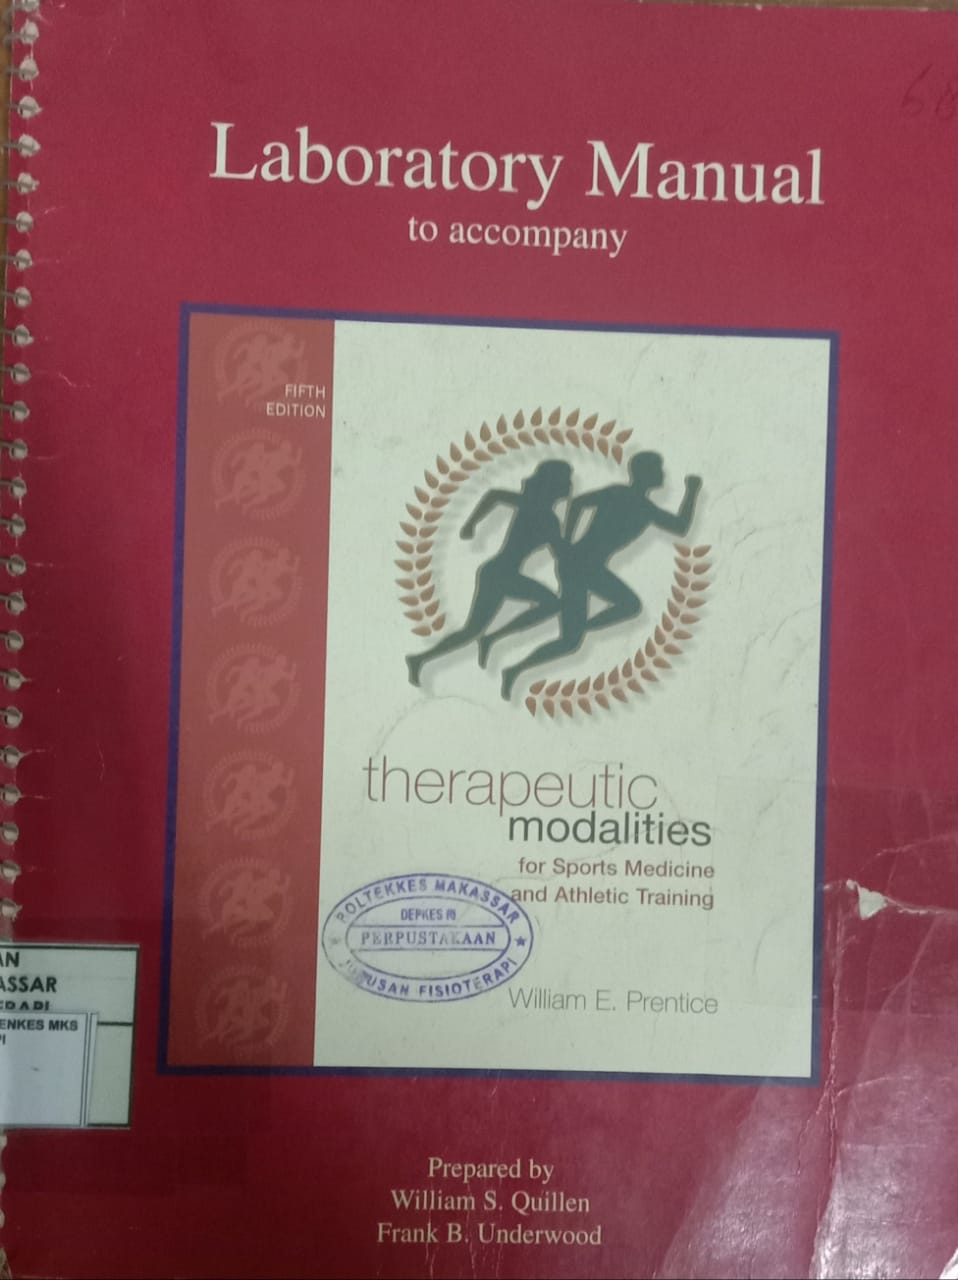 Laboratory Manual
to accompany
FIFTH
EDITION
therapeutic
modalities
for Sports Medicine
and Athletic Training
POLTEKKES MAKASSAR
DEPKES RI
PERPUSTAKAAN
JURUSAN FISIOTERAPI
William E. Prentice
AN
ASSAR
ENKES MKS
PI
Prepared by
William S. Quillen
Frank B. Underwood